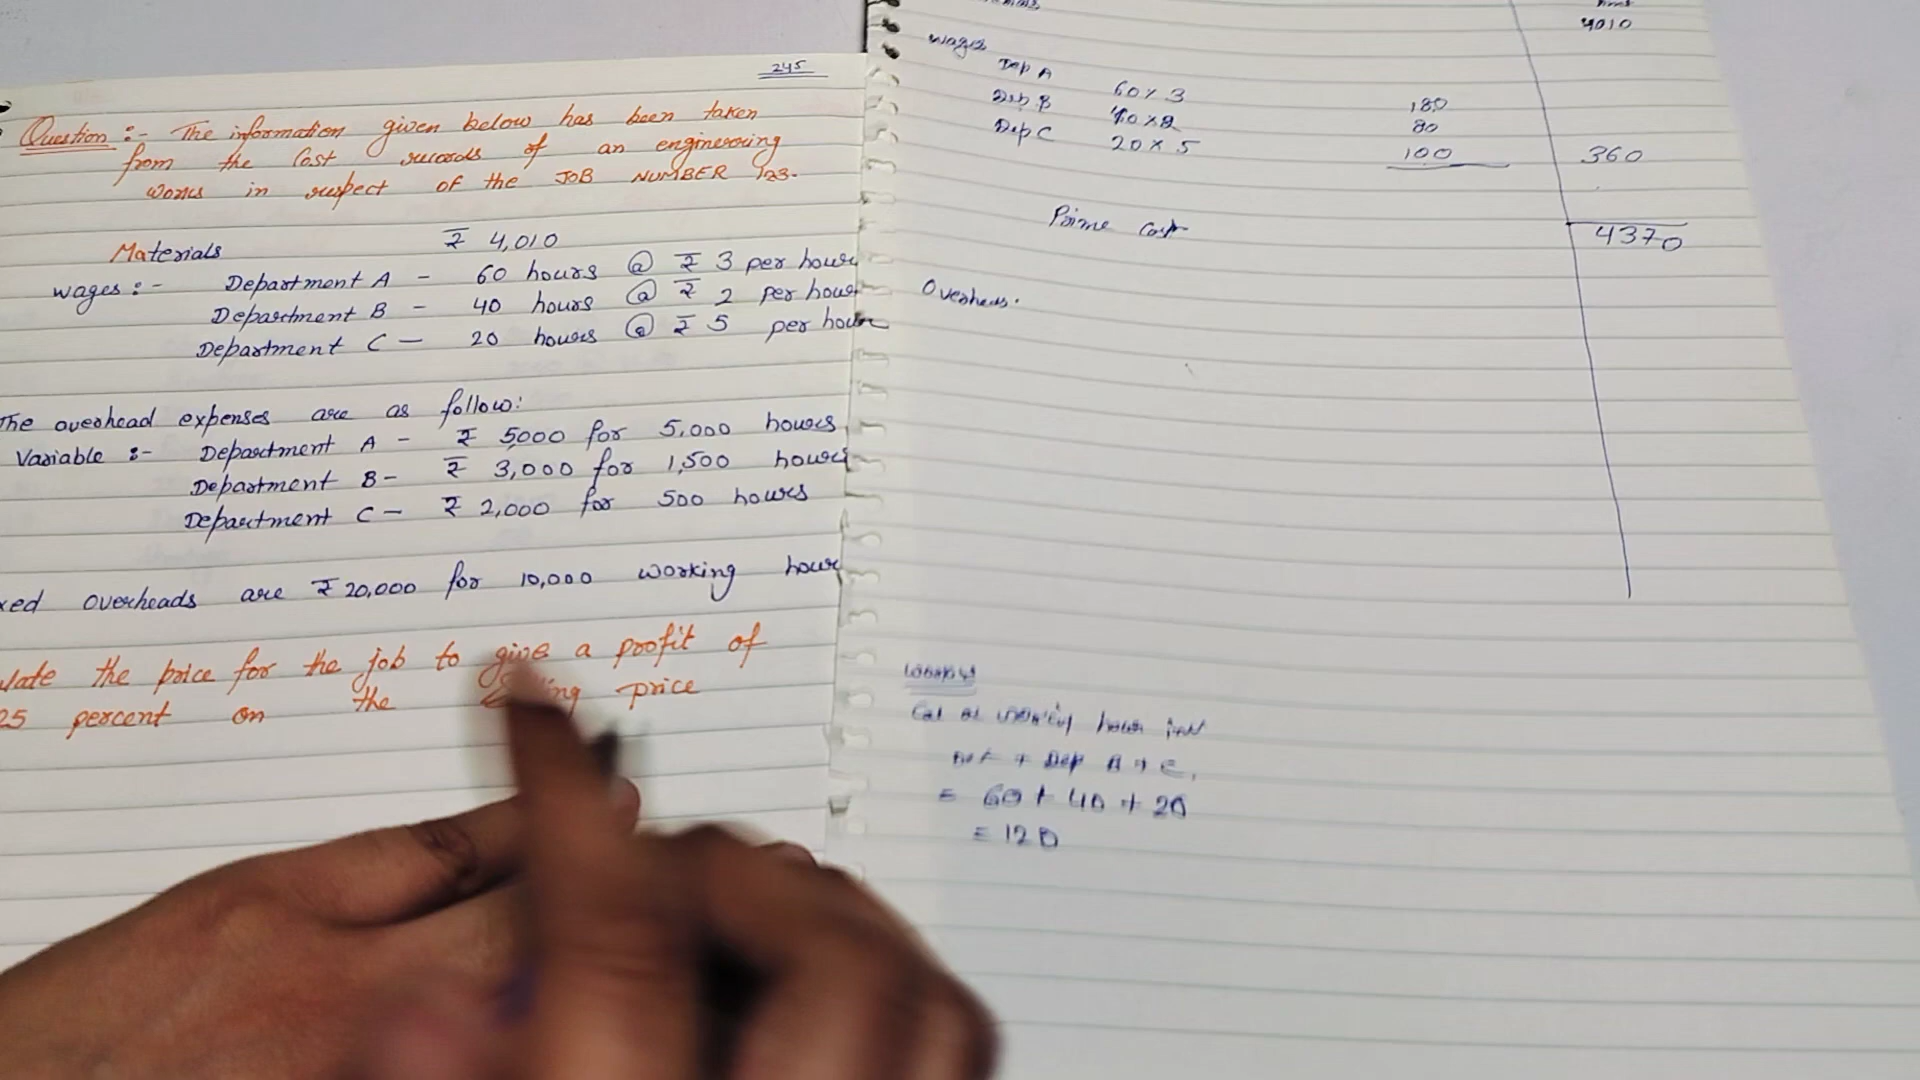 245
Question :- The information given below has been taken
from the Cost records of an engineering
works in respect of the JOB NUMBER 123.
Materials ₹ 4,010
wages :- Department A - 60 hours @ ₹ 3 per hour
Department B - 40 hours @ ₹ 2 per hour
Department C - 20 hours @ ₹ 5 per hour
The overhead expenses are as follow:
Variable :- Department A - ₹ 5000 for 5,000 hours
Department B - ₹ 3,000 for 1,500 hours
Department C - ₹ 2,000 for 500 hours
xed overheads are ₹ 20,000 for 10,000 working hour
ulate the price for the job to give a profit of
25 percent on the price
4010
wages
Dep A 60 x 3 180
Dep B 40 x 2 80
Dep C 20 x 5 100 360
Prime Cost 4370
Overheads.
= 60 + 40 + 20
= 120